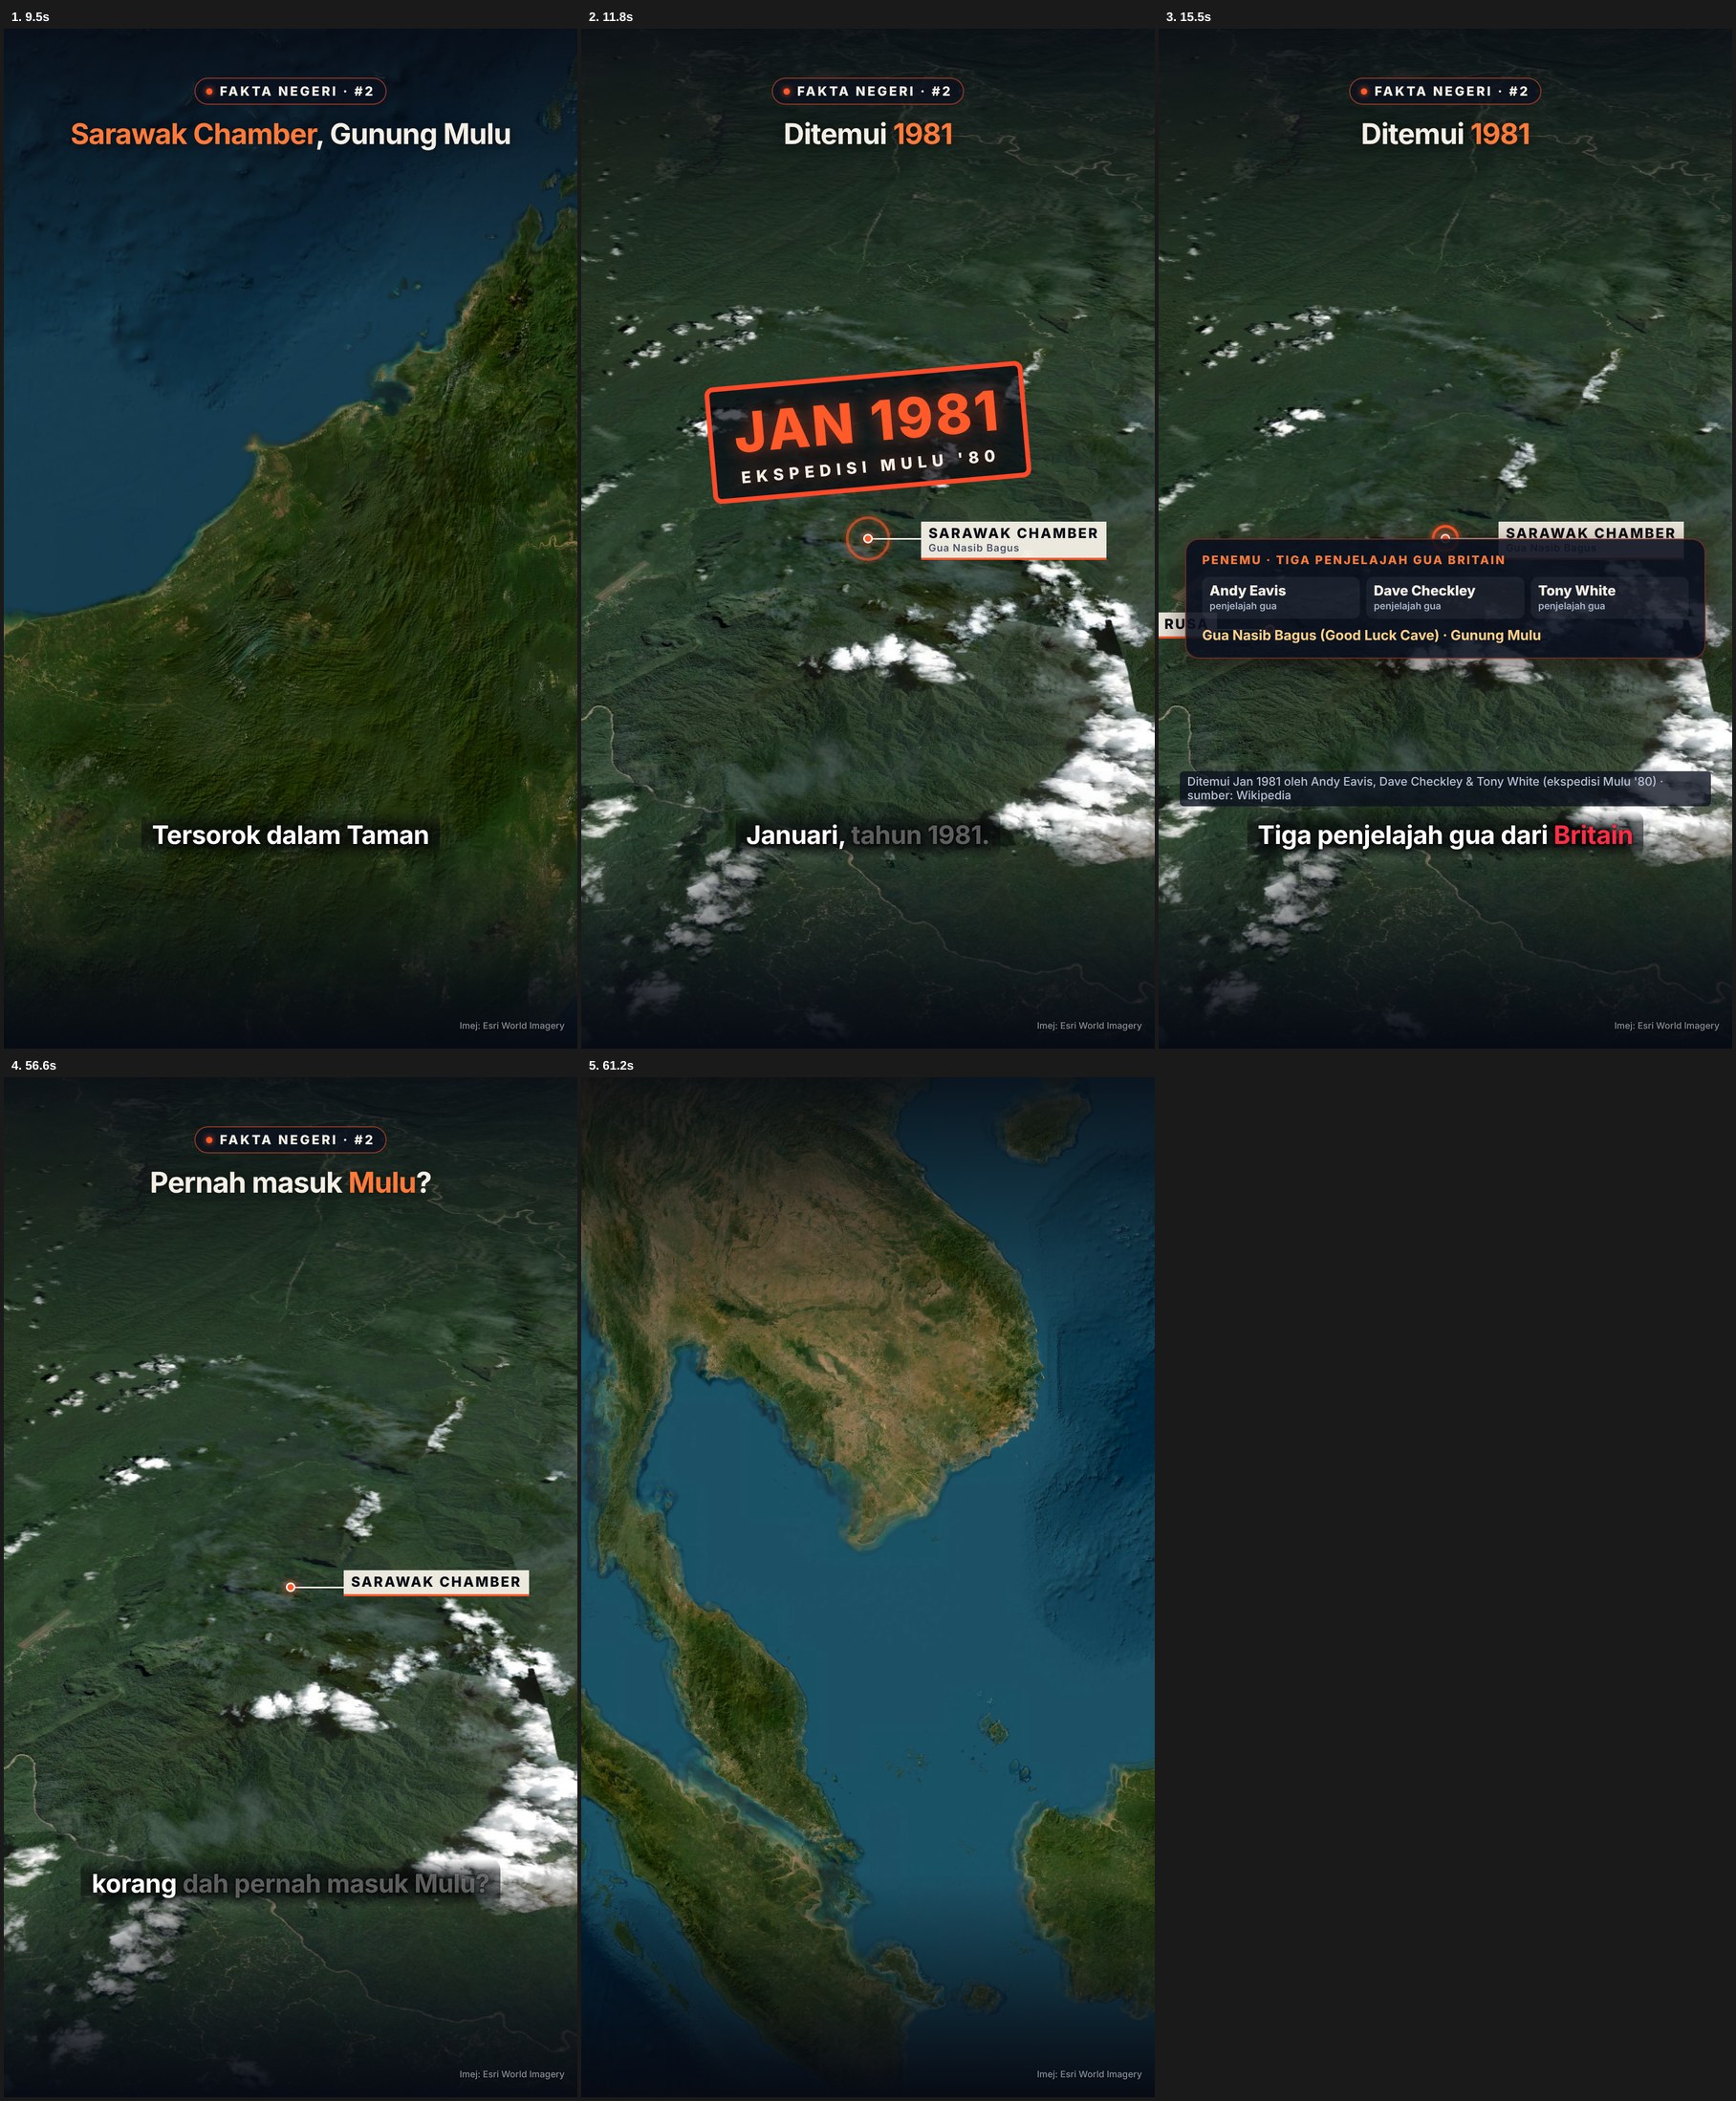 1. 9.5s
FAKTA NEGERI · #2
Sarawak Chamber, Gunung Mulu
Tersorok dalam Taman
Imej: Esri World Imagery
2. 11.8s
FAKTA NEGERI · #2
Ditemui 1981
JAN 1981
EKSPEDISI MULU '80
SARAWAK CHAMBER
Gua Nasib Bagus
Januari, tahun 1981.
Imej: Esri World Imagery
3. 15.5s
FAKTA NEGERI · #2
Ditemui 1981
SARAWAK CHAMBER
Gua Nasib Bagus
PENEMU · TIGA PENJELAJAH GUA BRITAIN
Andy Eavis
penjelajah gua
Dave Checkley
penjelajah gua
Tony White
penjelajah gua
RUSA
Gua Nasib Bagus (Good Luck Cave) · Gunung Mulu
Ditemui Jan 1981 oleh Andy Eavis, Dave Checkley & Tony White (ekspedisi Mulu '80) ·
sumber: Wikipedia
Tiga penjelajah gua dari Britain
Imej: Esri World Imagery
4. 56.6s
FAKTA NEGERI · #2
Pernah masuk Mulu?
SARAWAK CHAMBER
korang dah pernah masuk Mulu?
Imej: Esri World Imagery
5. 61.2s
Imej: Esri World Imagery